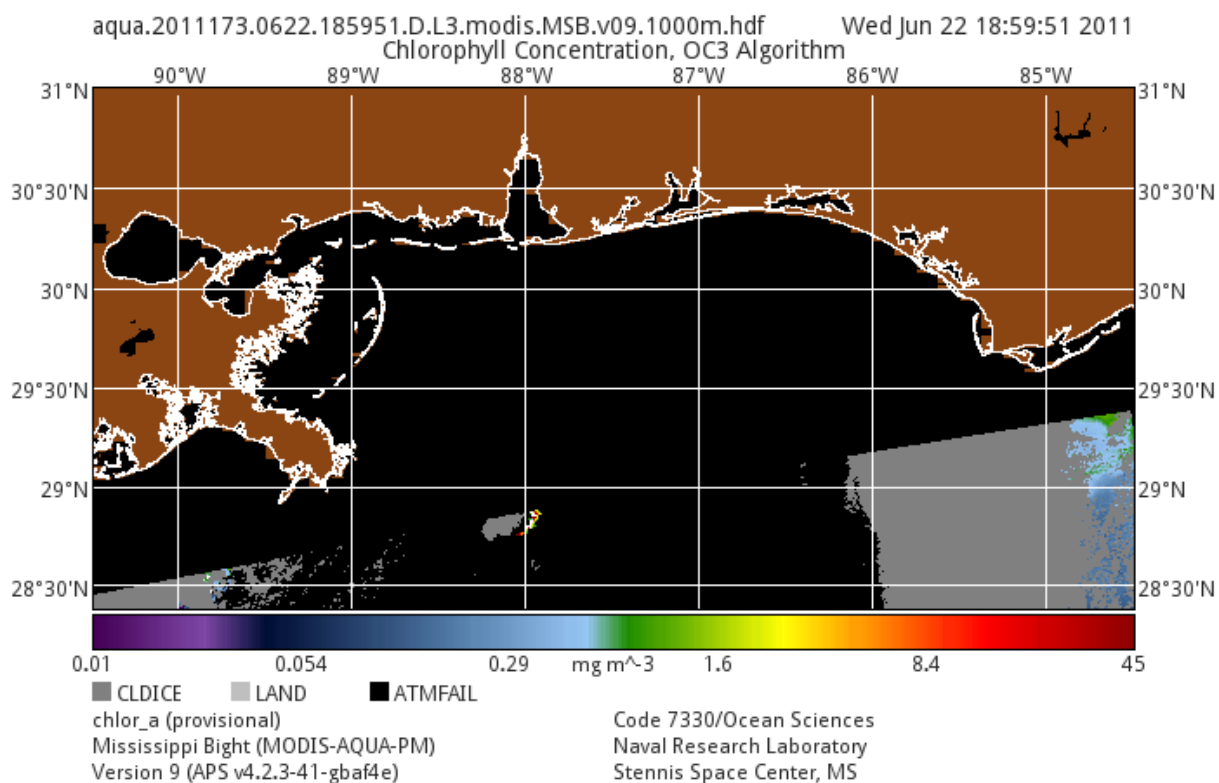 aqua.2011173.0622.185951.D.L3.modis.MSB.v09.1000m.hdf Wed Jun 22 18:59:51 2011
Chlorophyll Concentration, OC3 Algorithm
90°W 89°W 88°W 87°W 86°W 85°W
31°N 31°N
30°30'N 30°30'N
30°N 30°N
29°30'N 29°30'N
29°N 29°N
28°30'N 28°30'N
0.01 0.054 0.29 mg m^-3 1.6 8.4 45
CLDICE LAND ATMFAIL
chlor_a (provisional) Code 7330/Ocean Sciences
Mississippi Bight (MODIS-AQUA-PM) Naval Research Laboratory
Version 9 (APS v4.2.3-41-gbaf4e) Stennis Space Center, MS